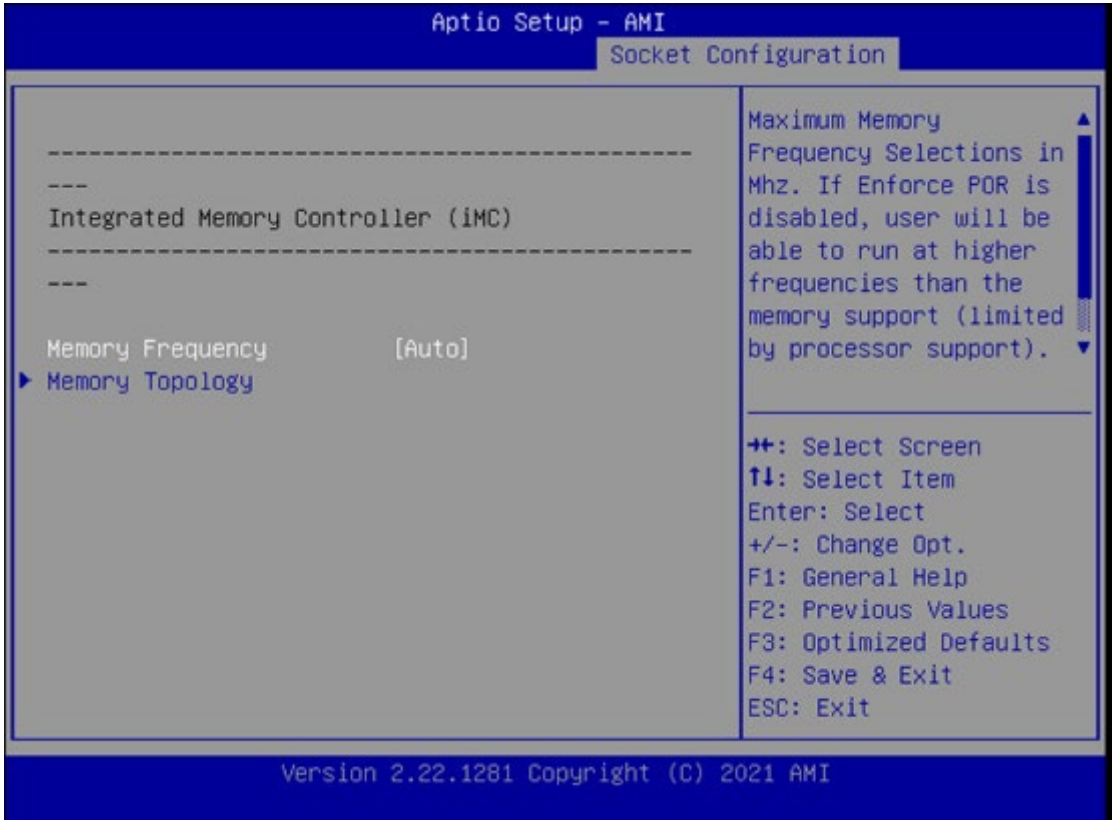 Aptio Setup – AMI
Socket Configuration
------------------------------------------------
---
Integrated Memory Controller (iMC)
------------------------------------------------
---
Memory Frequency [Auto]
Memory Topology
Maximum Memory
Frequency Selections in
Mhz. If Enforce POR is
disabled, user will be
able to run at higher
frequencies than the
memory support (limited
by processor support).
→←: Select Screen
↑↓: Select Item
Enter: Select
+/-: Change Opt.
F1: General Help
F2: Previous Values
F3: Optimized Defaults
F4: Save & Exit
ESC: Exit
Version 2.22.1281 Copyright (C) 2021 AMI